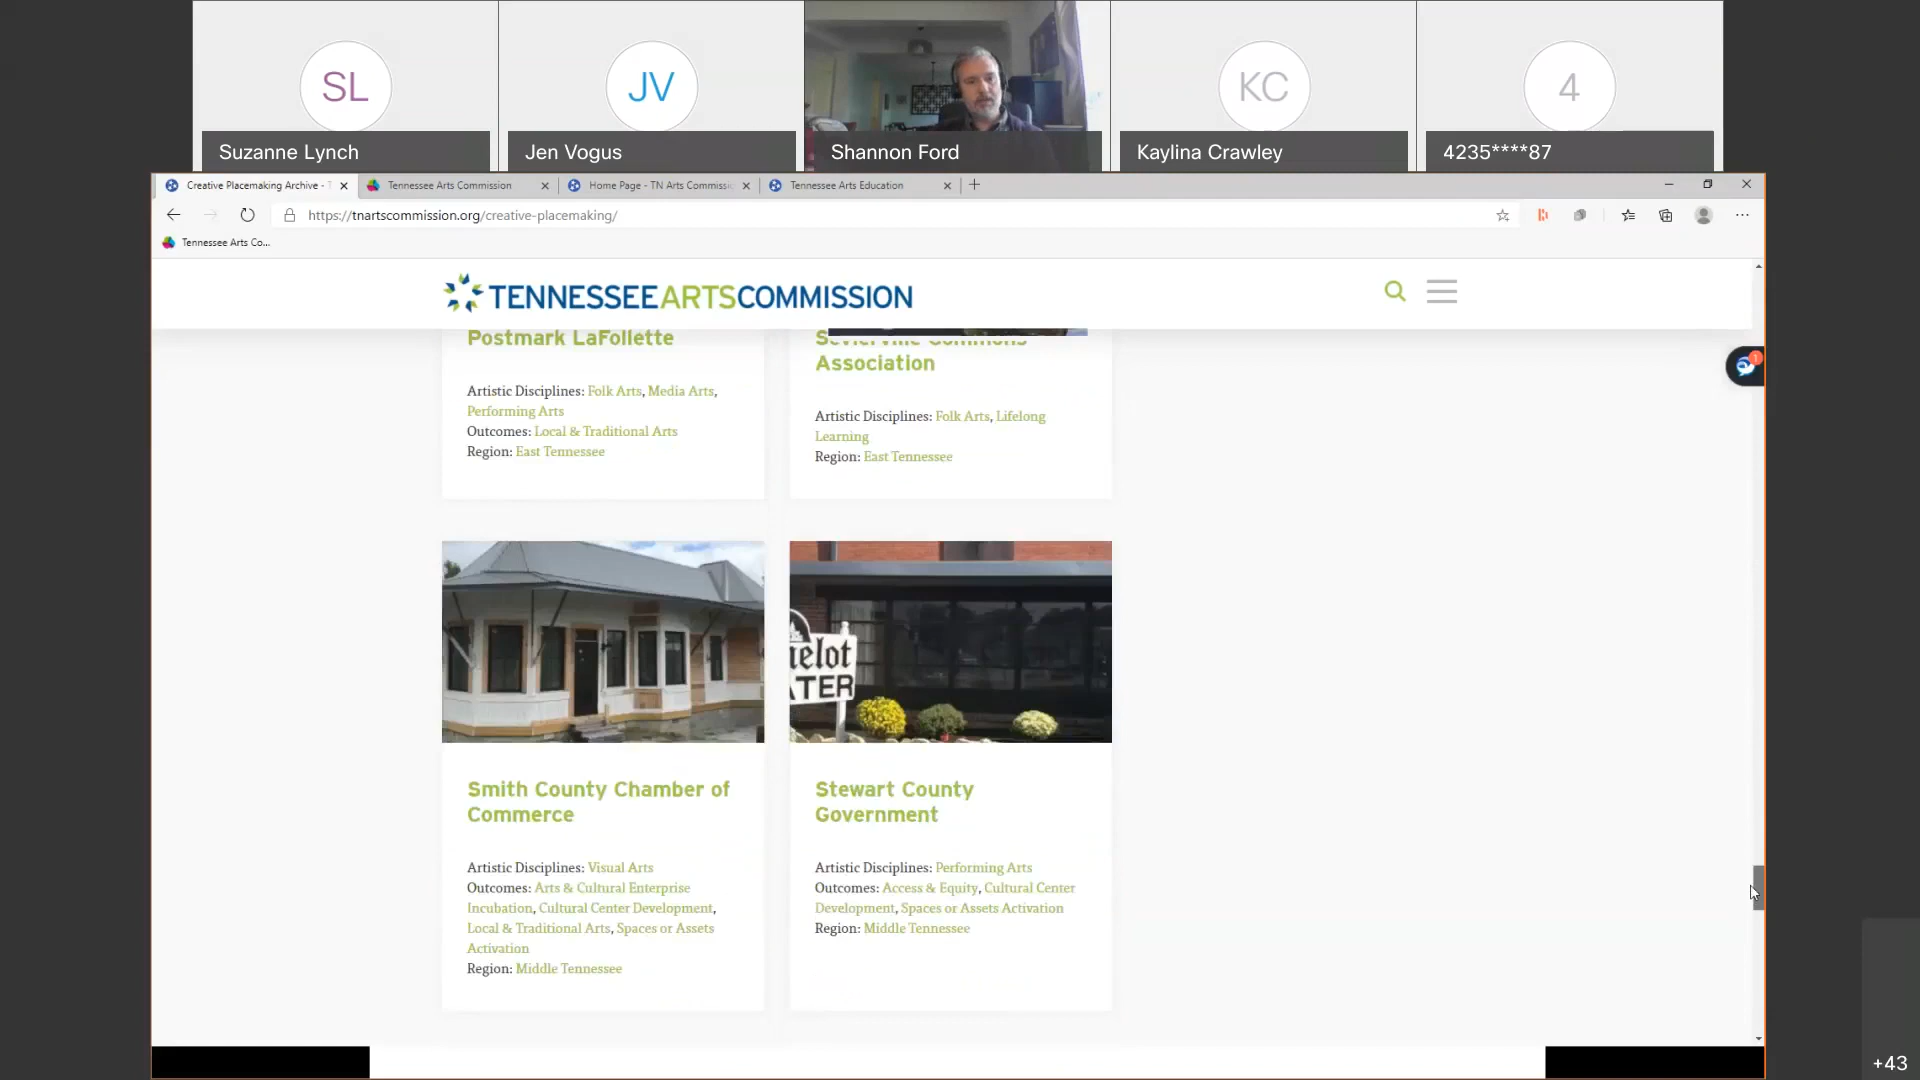 SL
JV
KC
4
Suzanne Lynch
Jen Vogus
Shannon Ford
Kaylina Crawley
4235****87
Creative Placemaking Archive -
Tennessee Arts Commission
Home Page - TN Arts Commissi
Tennessee Arts Education
https://tnartscommission.org/creative-placemaking/
Tennessee Arts Co...
TENNESSEEARTSCOMMISSION
1
Postmark LaFollette
Artistic Disciplines: Folk Arts, Media Arts,
Performing Arts
Outcomes: Local & Traditional Arts
Region: East Tennessee
Sevierville Commons
Association
Artistic Disciplines: Folk Arts, Lifelong
Learning
Region: East Tennessee
elot
ATER
Smith County Chamber of
Commerce
Artistic Disciplines: Visual Arts
Outcomes: Arts & Cultural Enterprise
Incubation, Cultural Center Development,
Local & Traditional Arts, Spaces or Assets
Activation
Region: Middle Tennessee
Stewart County
Government
Artistic Disciplines: Performing Arts
Outcomes: Access & Equity, Cultural Center
Development, Spaces or Assets Activation
Region: Middle Tennessee
+43